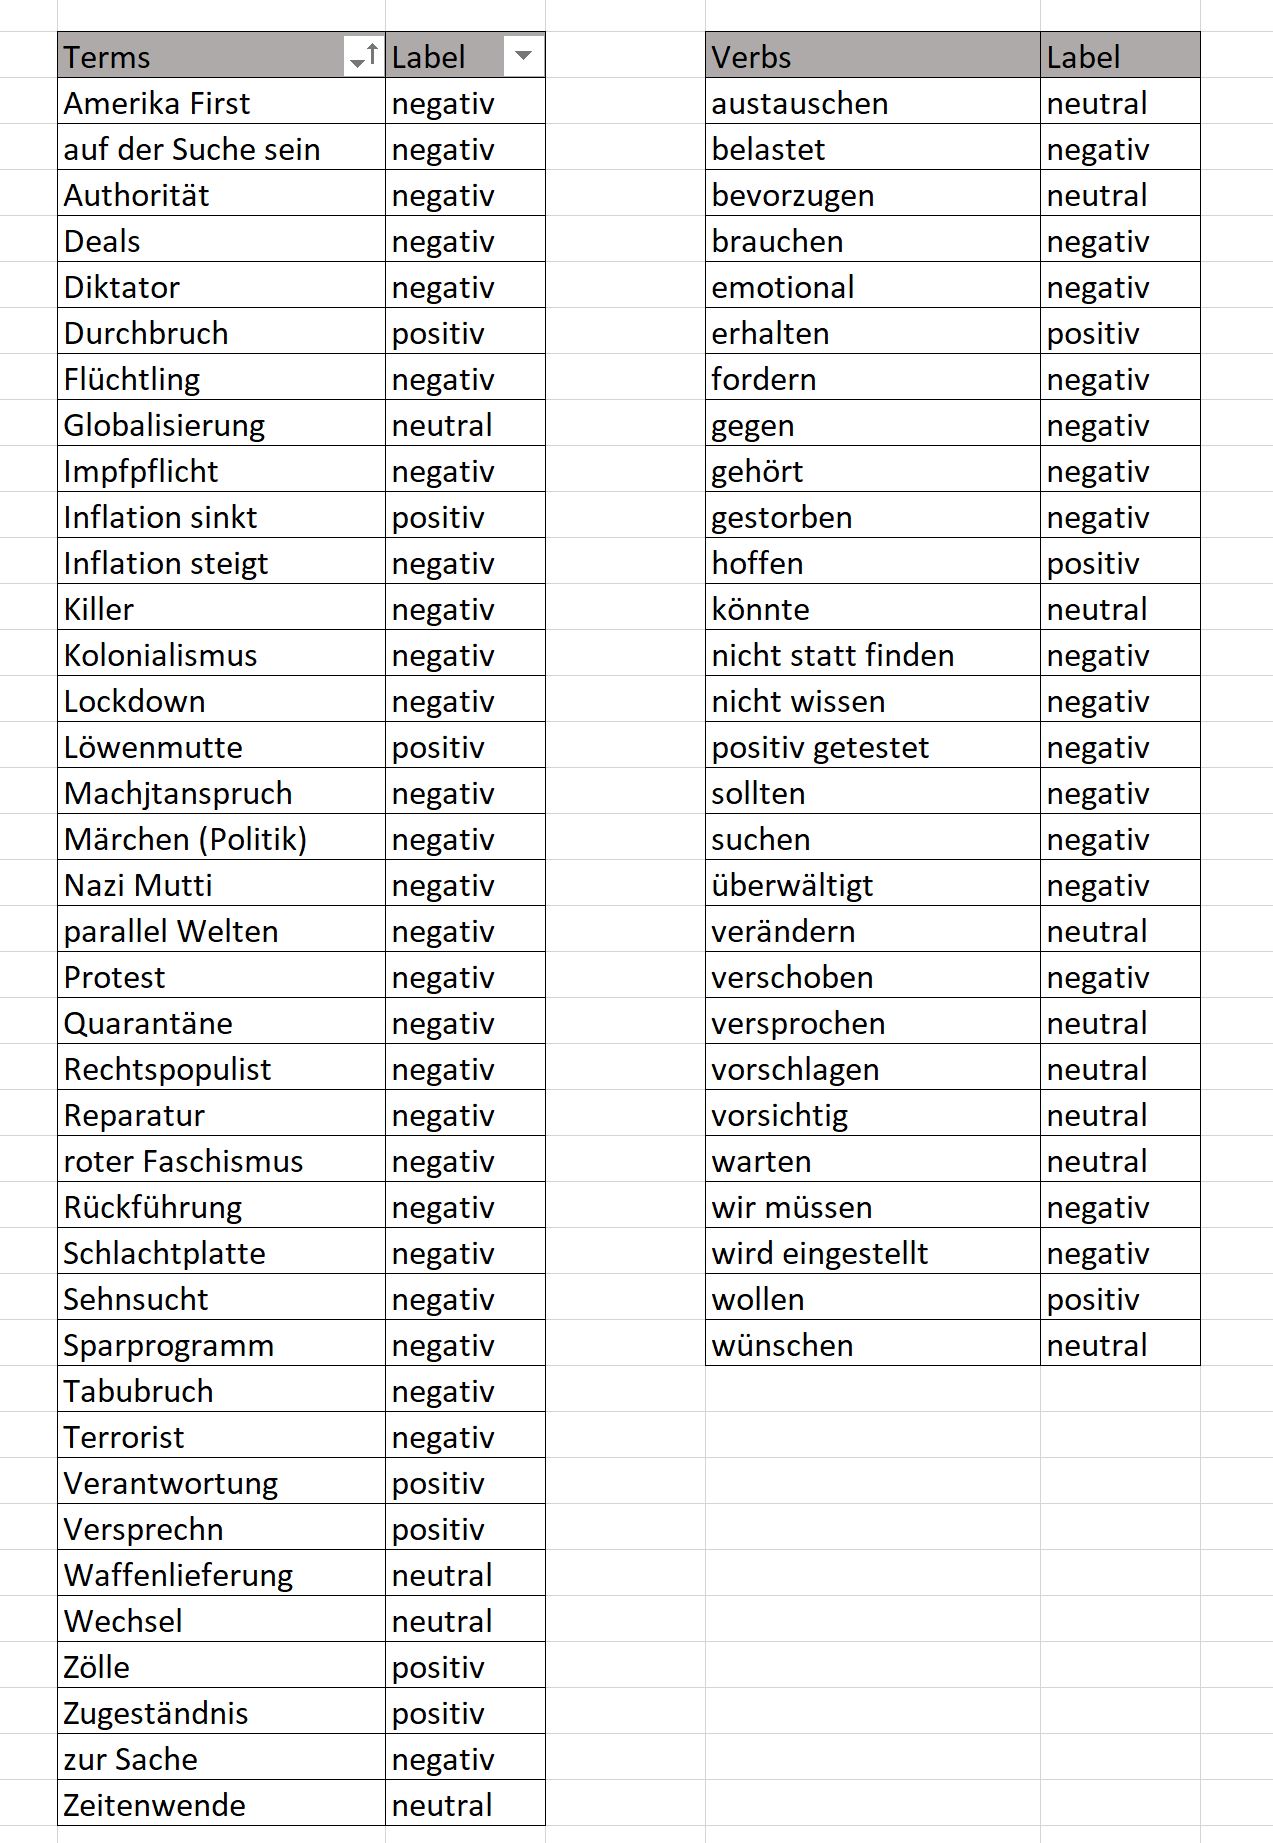 Terms Label Verbs Label
Amerika First negativ austauschen neutral
auf der Suche sein negativ belastet negativ
Authorität negativ bevorzugen neutral
Deals negativ brauchen negativ
Diktator negativ emotional negativ
Durchbruch positiv erhalten positiv
Flüchtling negativ fordern negativ
Globalisierung neutral gegen negativ
Impfpflicht negativ gehört negativ
Inflation sinkt positiv gestorben negativ
Inflation steigt negativ hoffen positiv
Killer negativ könnte neutral
Kolonialismus negativ nicht statt finden negativ
Lockdown negativ nicht wissen negativ
Löwenmutte positiv positiv getestet negativ
Machjtanspruch negativ sollten negativ
Märchen (Politik) negativ suchen negativ
Nazi Mutti negativ überwältigt negativ
parallel Welten negativ verändern neutral
Protest negativ verschoben negativ
Quarantäne negativ versprochen neutral
Rechtspopulist negativ vorschlagen neutral
Reparatur negativ vorsichtig neutral
roter Faschismus negativ warten neutral
Rückführung negativ wir müssen negativ
Schlachtplatte negativ wird eingestellt negativ
Sehnsucht negativ wollen positiv
Sparprogramm negativ wünschen neutral
Tabubruch negativ
Terrorist negativ
Verantwortung positiv
Versprechn positiv
Waffenlieferung neutral
Wechsel neutral
Zölle positiv
Zugeständnis positiv
zur Sache negativ
Zeitenwende neutral